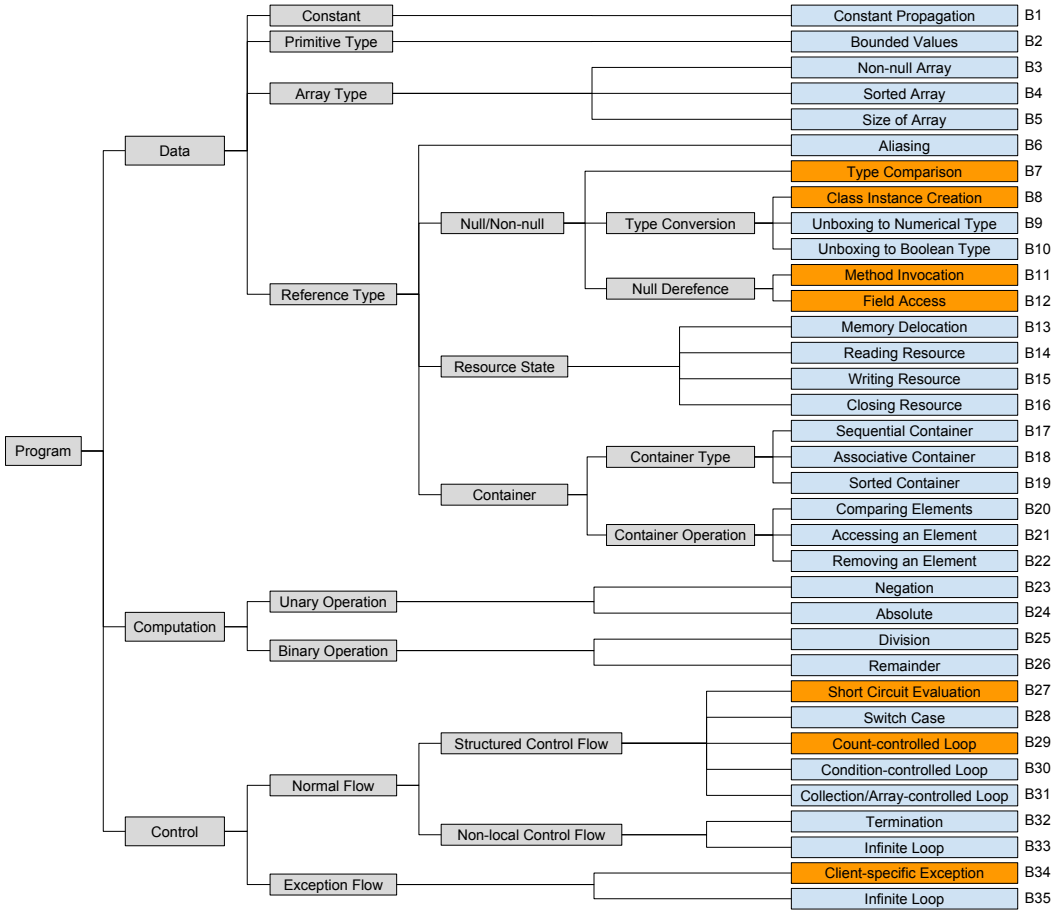 Constant
Constant Propagation
B1
Primitive Type
Bounded Values
B2
Non-null Array
B3
Array Type
Sorted Array
B4
Size of Array
B5
Data
Aliasing
B6
Type Comparison
B7
Class Instance Creation
B8
Null/Non-null
Type Conversion
Unboxing to Numerical Type
B9
Unboxing to Boolean Type
B10
Method Invocation
B11
Reference Type
Null Derefence
Field Access
B12
Memory Delocation
B13
Reading Resource
B14
Resource State
Writing Resource
B15
Closing Resource
B16
Sequential Container
B17
Program
Container Type
Associative Container
B18
Sorted Container
B19
Container
Comparing Elements
B20
Container Operation
Accessing an Element
B21
Removing an Element
B22
Negation
B23
Unary Operation
Absolute
B24
Computation
Division
B25
Binary Operation
Remainder
B26
Short Circuit Evaluation
B27
Switch Case
B28
Structured Control Flow
Count-controlled Loop
B29
Condition-controlled Loop
B30
Normal Flow
Collection/Array-controlled Loop
B31
Termination
B32
Control
Non-local Control Flow
Infinite Loop
B33
Client-specific Exception
B34
Exception Flow
Infinite Loop
B35